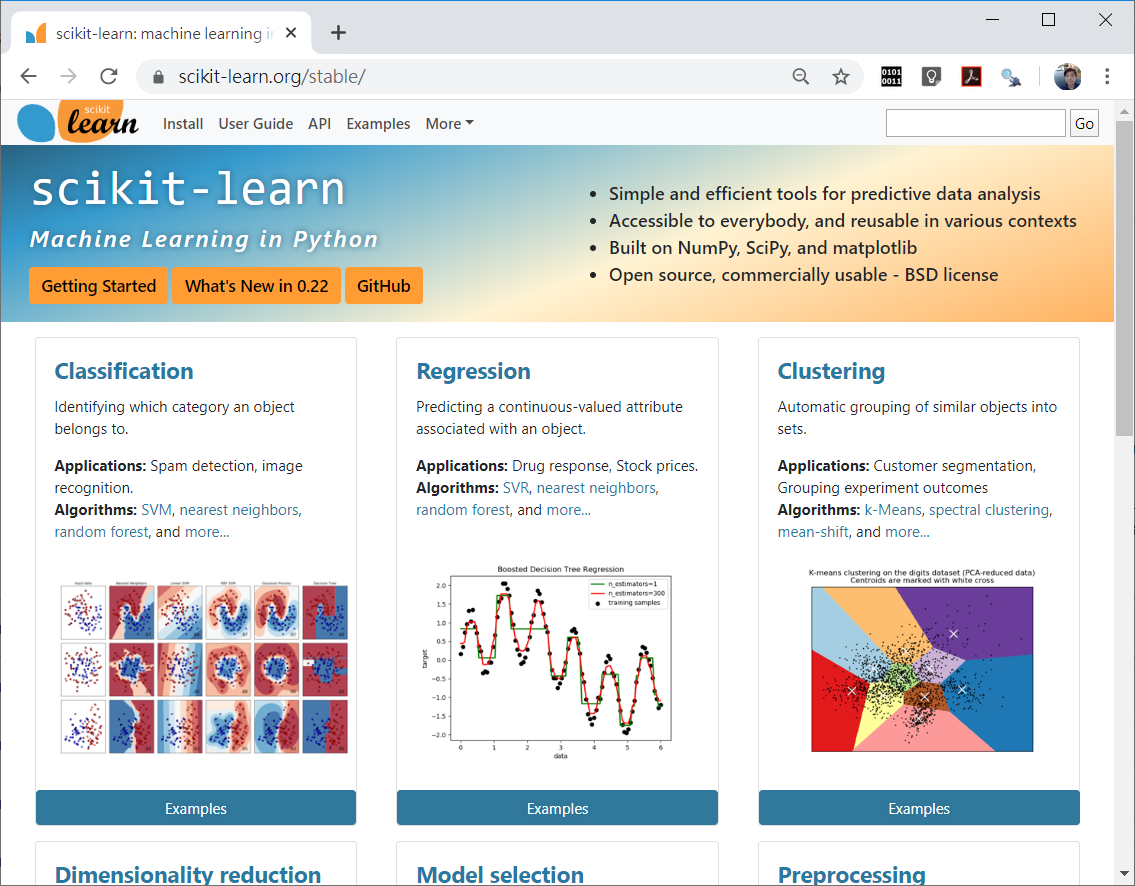 scikit-learn: machine learning in
scikit-learn.org/stable/
0101
0011
scikit
learn
Install User Guide API Examples More
Go
scikit-learn
Machine Learning in Python
Getting Started What's New in 0.22 GitHub
Simple and efficient tools for predictive data analysis
Accessible to everybody, and reusable in various contexts
Built on NumPy, SciPy, and matplotlib
Open source, commercially usable - BSD license
Classification
Identifying which category an object
belongs to.
Applications: Spam detection, image
recognition.
Algorithms: SVM, nearest neighbors,
random forest, and more...
Input data Nearest Neighbors Linear SVM RBF SVM Gaussian Process Decision Tree
Examples
Regression
Predicting a continuous-valued attribute
associated with an object.
Applications: Drug response, Stock prices.
Algorithms: SVR, nearest neighbors,
random forest, and more...
Boosted Decision Tree Regression
n_estimators=1
n_estimators=300
training samples
2.0
1.5
1.0
0.5
0.0
−0.5
−1.0
−1.5
−2.0
target
0 1 2 3 4 5 6
data
Examples
Clustering
Automatic grouping of similar objects into
sets.
Applications: Customer segmentation,
Grouping experiment outcomes
Algorithms: k-Means, spectral clustering,
mean-shift, and more...
K-means clustering on the digits dataset (PCA-reduced data)
Centroids are marked with white cross
Examples
Dimensionality reduction
Model selection
Preprocessing